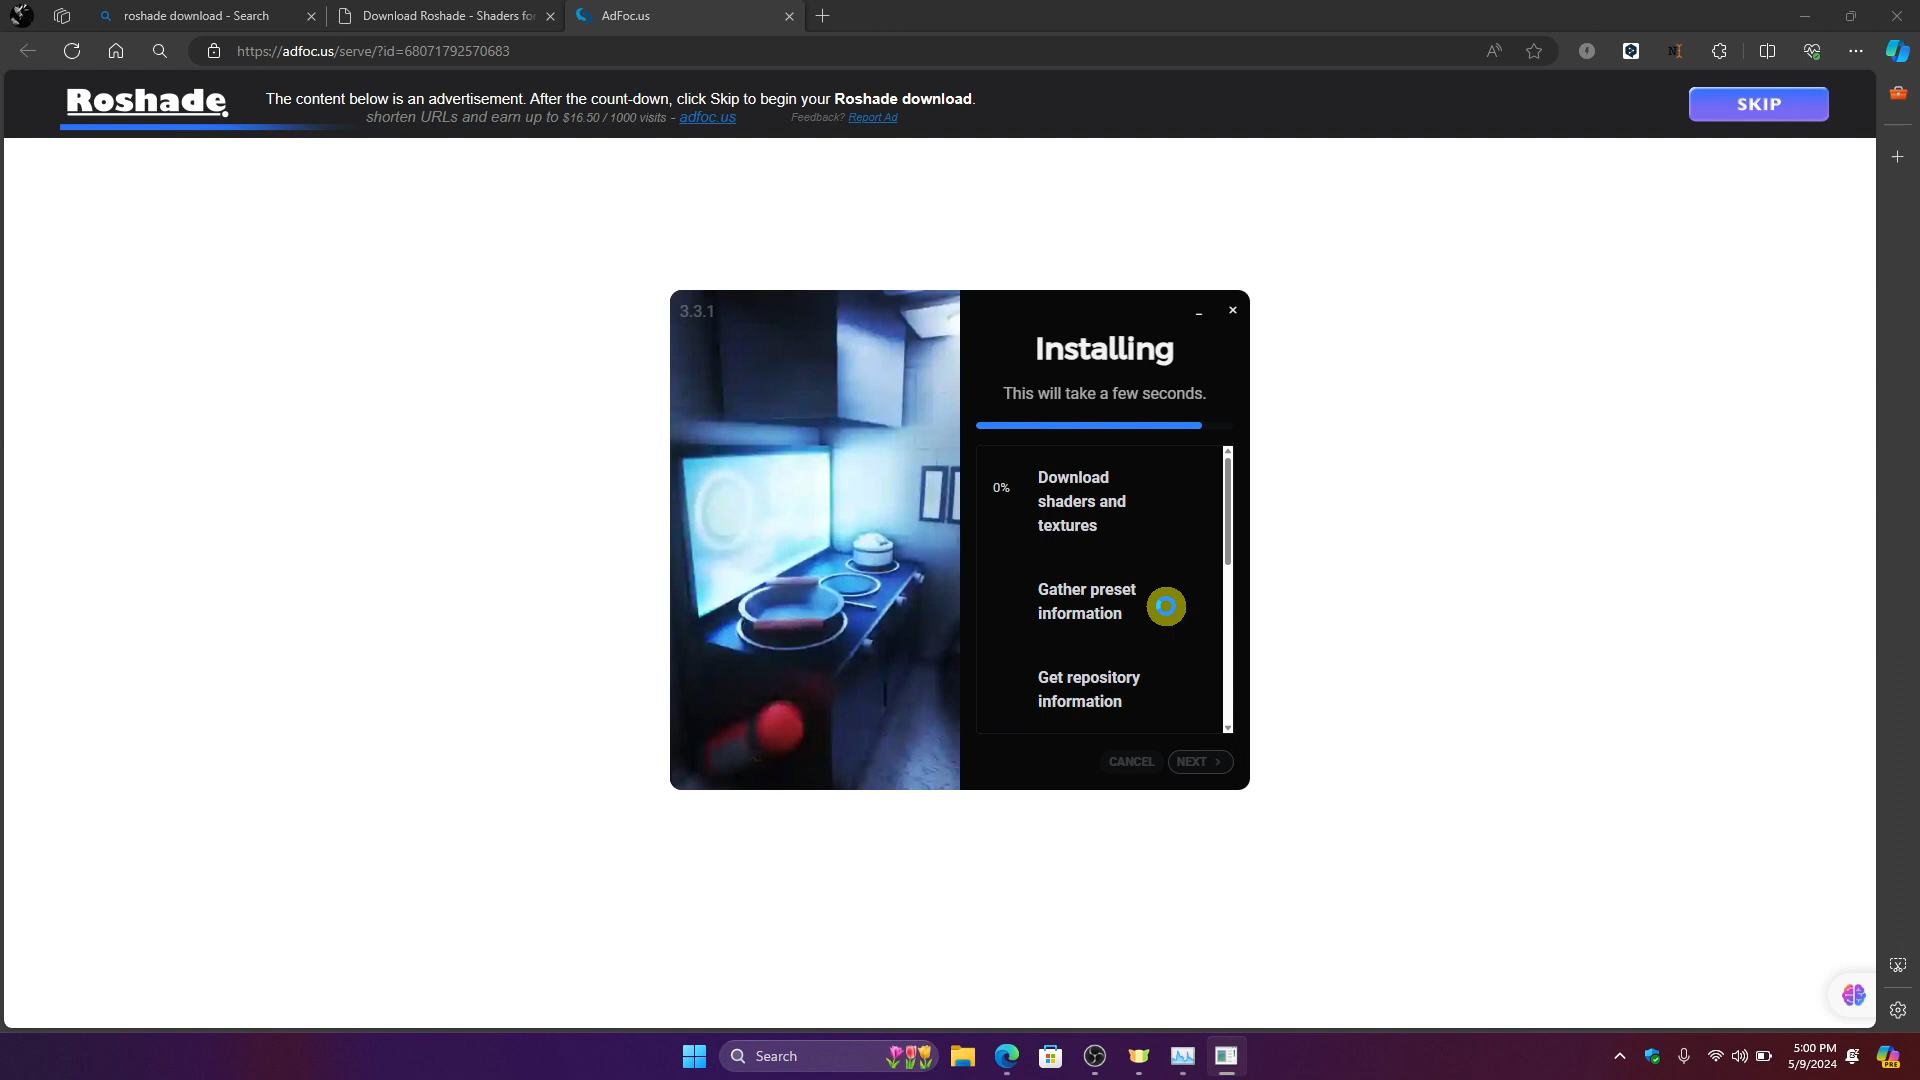 roshade download - Search
Download Roshade - Shaders for
AdFoc.us
https://adfoc.us/serve/?id=68071792570683
Roshade.
The content below is an advertisement. After the count-down, click Skip to begin your Roshade download.
shorten URLs and earn up to $16.50 / 1000 visits - adfoc.us
Feedback? Report Ad
SKIP
3.3.1
Installing
This will take a few seconds.
0%
Download
shaders and
textures
Gather preset
information
Get repository
information
CANCEL
NEXT >
Search
5:00 PM
5/9/2024
PRE